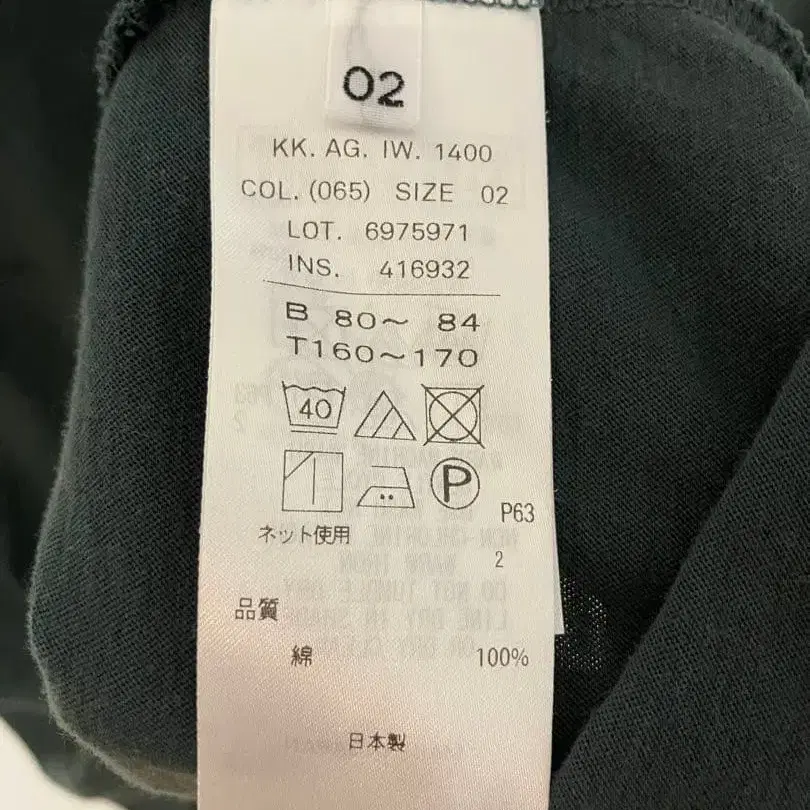 02
KK. AG. IW. 1400
COL. (065) SIZE 02
LOT. 6975971
INS. 416932
B 80～ 84
T160～170
40
P
P63
ネット使用
2
品質
綿 100%
日本製